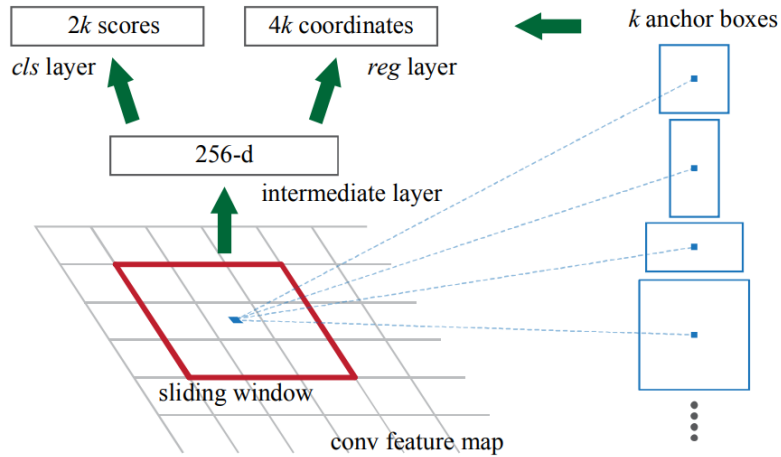 2k scores
4k coordinates
k anchor boxes
cls layer
reg layer
256-d
intermediate layer
sliding window
conv feature map